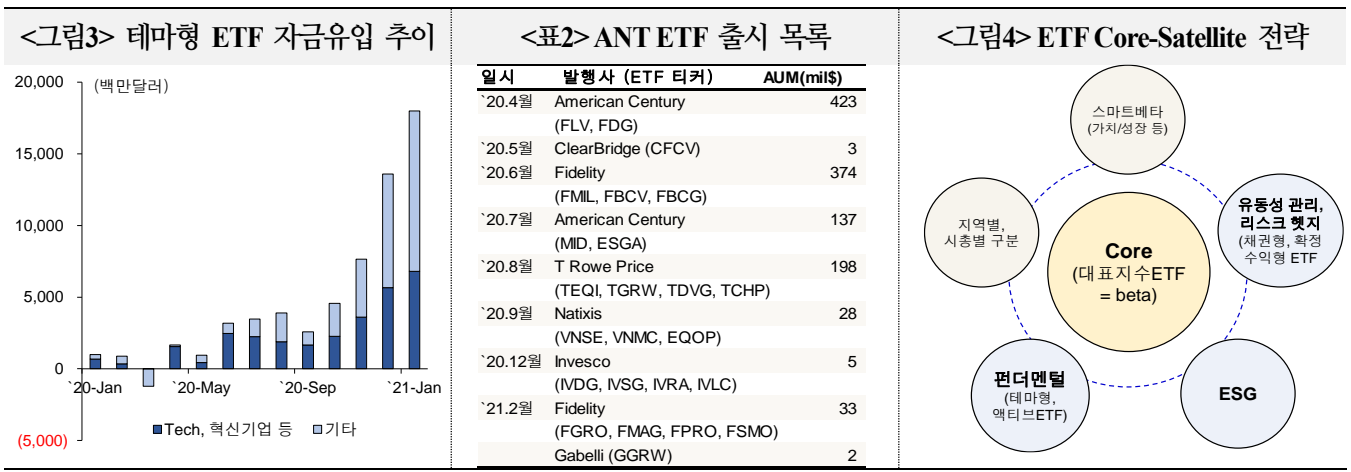 <그림3> 테마형 ETF 자금유입 추이
20,000
(백만달러)
15,000
10,000
5,000
0
(5,000)
`20-Jan
`20-May
`20-Sep
`21-Jan
Tech, 혁신기업 등
기타
<표2> ANT ETF 출시 목록
일시 발행사 (ETF 티커) AUM(mil$)
`20.4월 American Century 423
(FLV, FDG)
`20.5월 ClearBridge (CFCV) 3
`20.6월 Fidelity 374
(FMIL, FBCV, FBCG)
`20.7월 American Century 137
(MID, ESGA)
`20.8월 T Rowe Price 198
(TEQI, TGRW, TDVG, TCHP)
`20.9월 Natixis 28
(VNSE, VNMC, EQOP)
`20.12월 Invesco 5
(IVDG, IVSG, IVRA, IVLC)
`21.2월 Fidelity 33
(FGRO, FMAG, FPRO, FSMO)
Gabelli (GGRW) 2
<그림4> ETF Core-Satellite 전략
스마트베타
(가치/성장 등)
지역별,
시총별 구분
유동성 관리,
리스크 헷지
(채권형, 확정
수익형 ETF
Core
(대표지수ETF
= beta)
펀더멘털
(테마형,
액티브ETF)
ESG